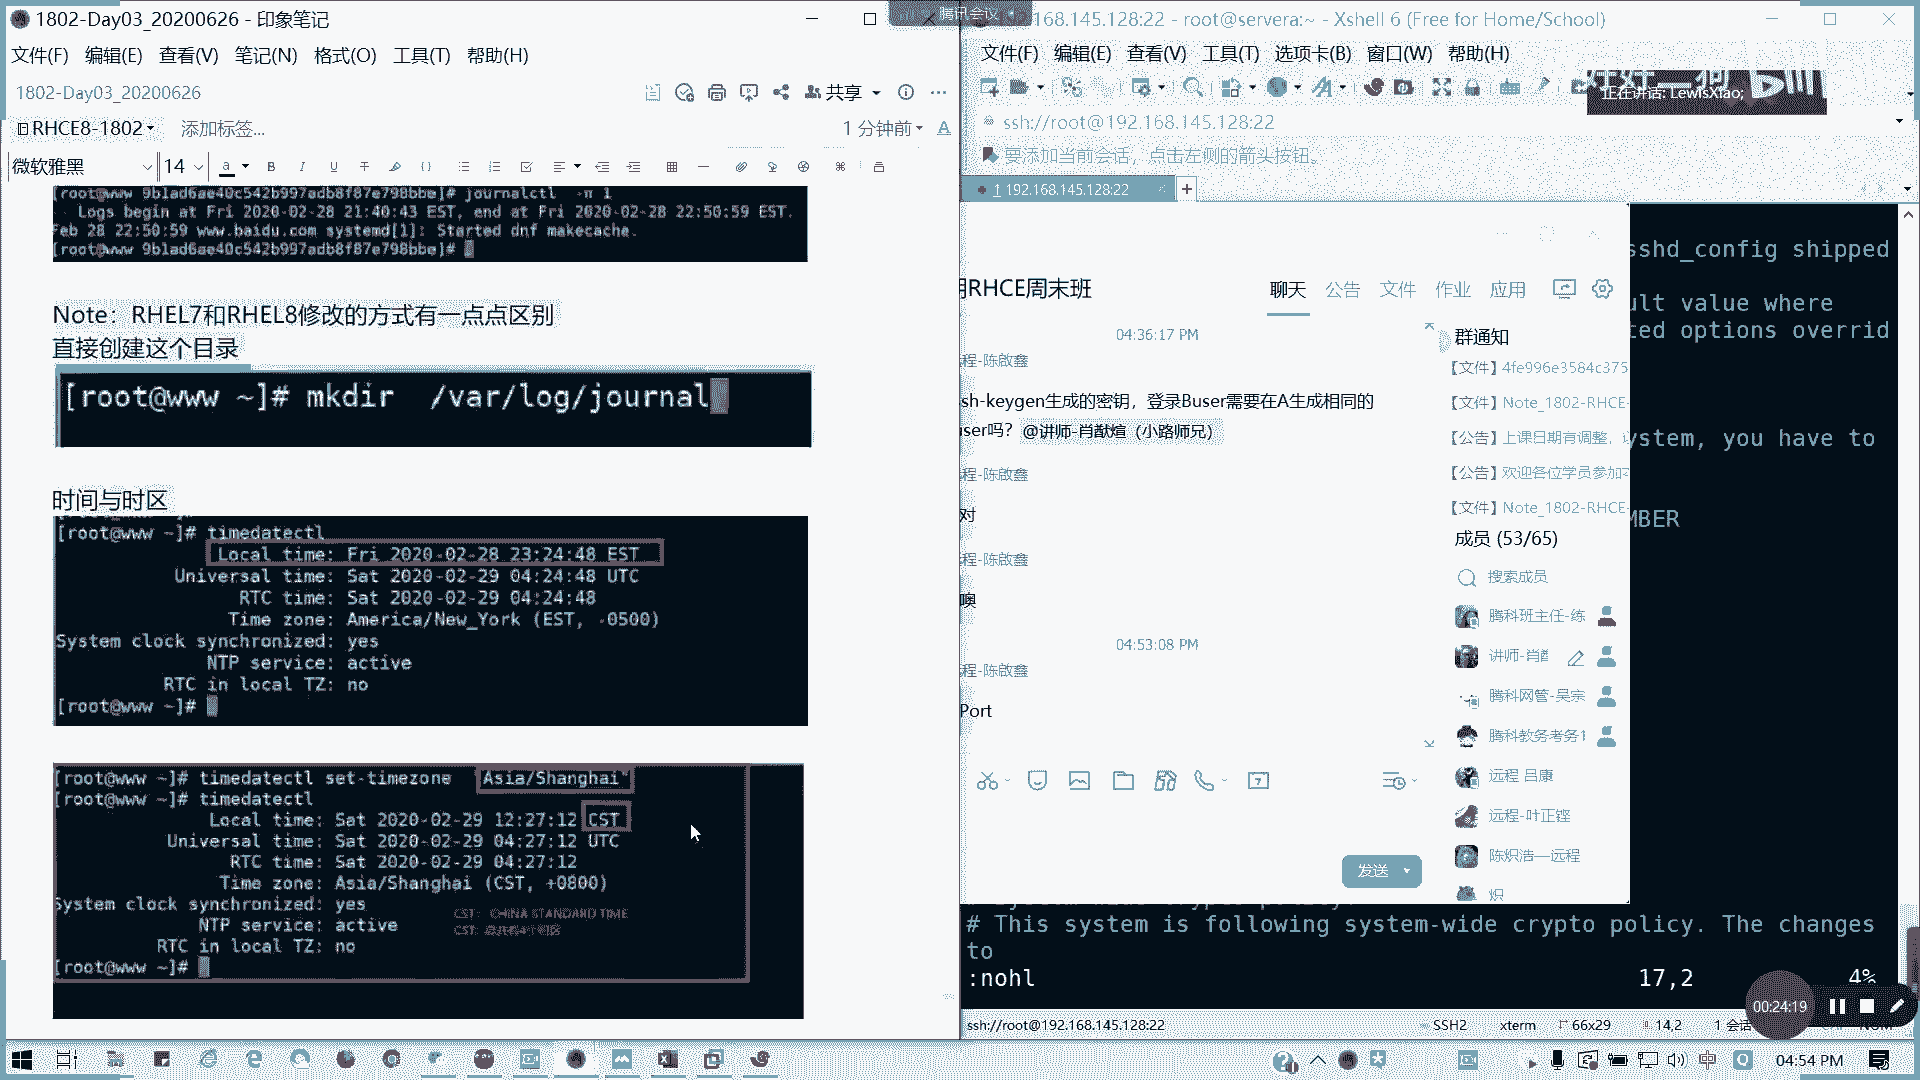 1802-Day03_20200626 - 印象笔记
文件(F) 编辑(E) 查看(V) 笔记(N) 格式(O) 工具(T) 帮助(H)
1802-Day03_20200626
共享
RHCE8-1802 添加标签...
1 分钟前
微软雅黑 14
[root@www 9b1ad6ae40c542b997adb8f87e798bbe]# journalctl -n 1
Logs begin at Fri 2020-02-28 21:40:43 EST, end at Fri 2020-02-28 22:50:59 EST.
Feb 28 22:50:59 www.baidu.com systemd[1]: Started dnf makecache.
[root@www 9b1ad6ae40c542b997adb8f87e798bbe]#
Note：RHEL7和RHEL8修改的方式有一点点区别
直接创建这个目录
[root@www ~]# mkdir /var/log/journal
时间与时区
[root@www ~]# timedatectl
Local time: Fri 2020-02-28 23:24:48 EST
Universal time: Sat 2020-02-29 04:24:48 UTC
RTC time: Sat 2020-02-29 04:24:48
Time zone: America/New_York (EST, -0500)
System clock synchronized: yes
NTP service: active
RTC in local TZ: no
[root@www ~]#
[root@www ~]# timedatectl set-timezone Asia/Shanghai"
[root@www ~]# timedatectl
Local time: Sat 2020-02-29 12:27:12 CST
Universal time: Sat 2020-02-29 04:27:12 UTC
RTC time: Sat 2020-02-29 04:27:12
Time zone: Asia/Shanghai (CST, +0800)
System clock synchronized: yes
NTP service: active
RTC in local TZ: no
[root@www ~]#
CST: CHINA STANDARD TIME
腾讯会议
168.145.128:22 - root@servera:~ - Xshell 6 (Free for Home/School)
文件(F) 编辑(E) 查看(V) 工具(T) 选项卡(B) 窗口(W) 帮助(H)
正在讲话: LewisXiao;
ssh://root@192.168.145.128:22
要添加当前会话，点击左侧的箭头按钮。
1 192.168.145.128:22
sshd_config shipped
ult value where
ted options overrid
ystem, you have to
MBER
RHCE周末班
聊天 公告 文件 作业 应用
04:36:17 PM
程-陈啟鑫
sh-keygen生成的密钥，登录Buser需要在A生成相同的
ser吗？ @讲师-肖猷煊（小路师兄）
程-陈啟鑫
对
程-陈啟鑫
噢
04:53:08 PM
程-陈啟鑫
Port
发送
群通知
【文件】4fe996e3584c375
【文件】Note_1802-RHCE-
【公告】上课日期有调整，
【公告】欢迎各位学员参加
【文件】Note_1802-RHCE-
成员 (53/65)
搜索成员
腾科班主任-练
讲师-肖
腾科网管-吴宗
腾科教务考务1
远程 吕康
远程-叶正铿
陈炽浩—远程
炽
# This system is following system-wide crypto policy. The changes
to
:nohl 17,2 4%
00:24:19
ssh://root@192.168.145.128:22 SSH2 xterm 66x29 14,2 1 会话
04:54 PM